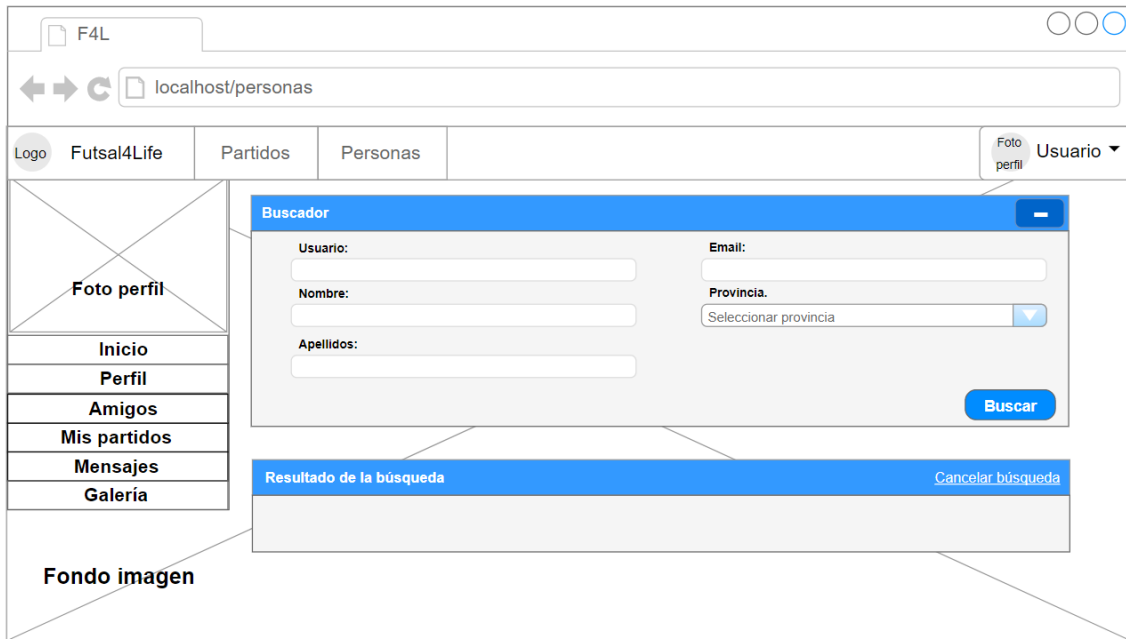 F4L
localhost/personas
Logo Futsal4Life Partidos Personas Foto perfil Usuario
Foto perfil
Inicio
Perfil
Amigos
Mis partidos
Mensajes
Galería
Fondo imagen
Buscador
Usuario: Email:
Nombre: Provincia.
Seleccionar provincia
Apellidos:
Buscar
Resultado de la búsqueda Cancelar búsqueda